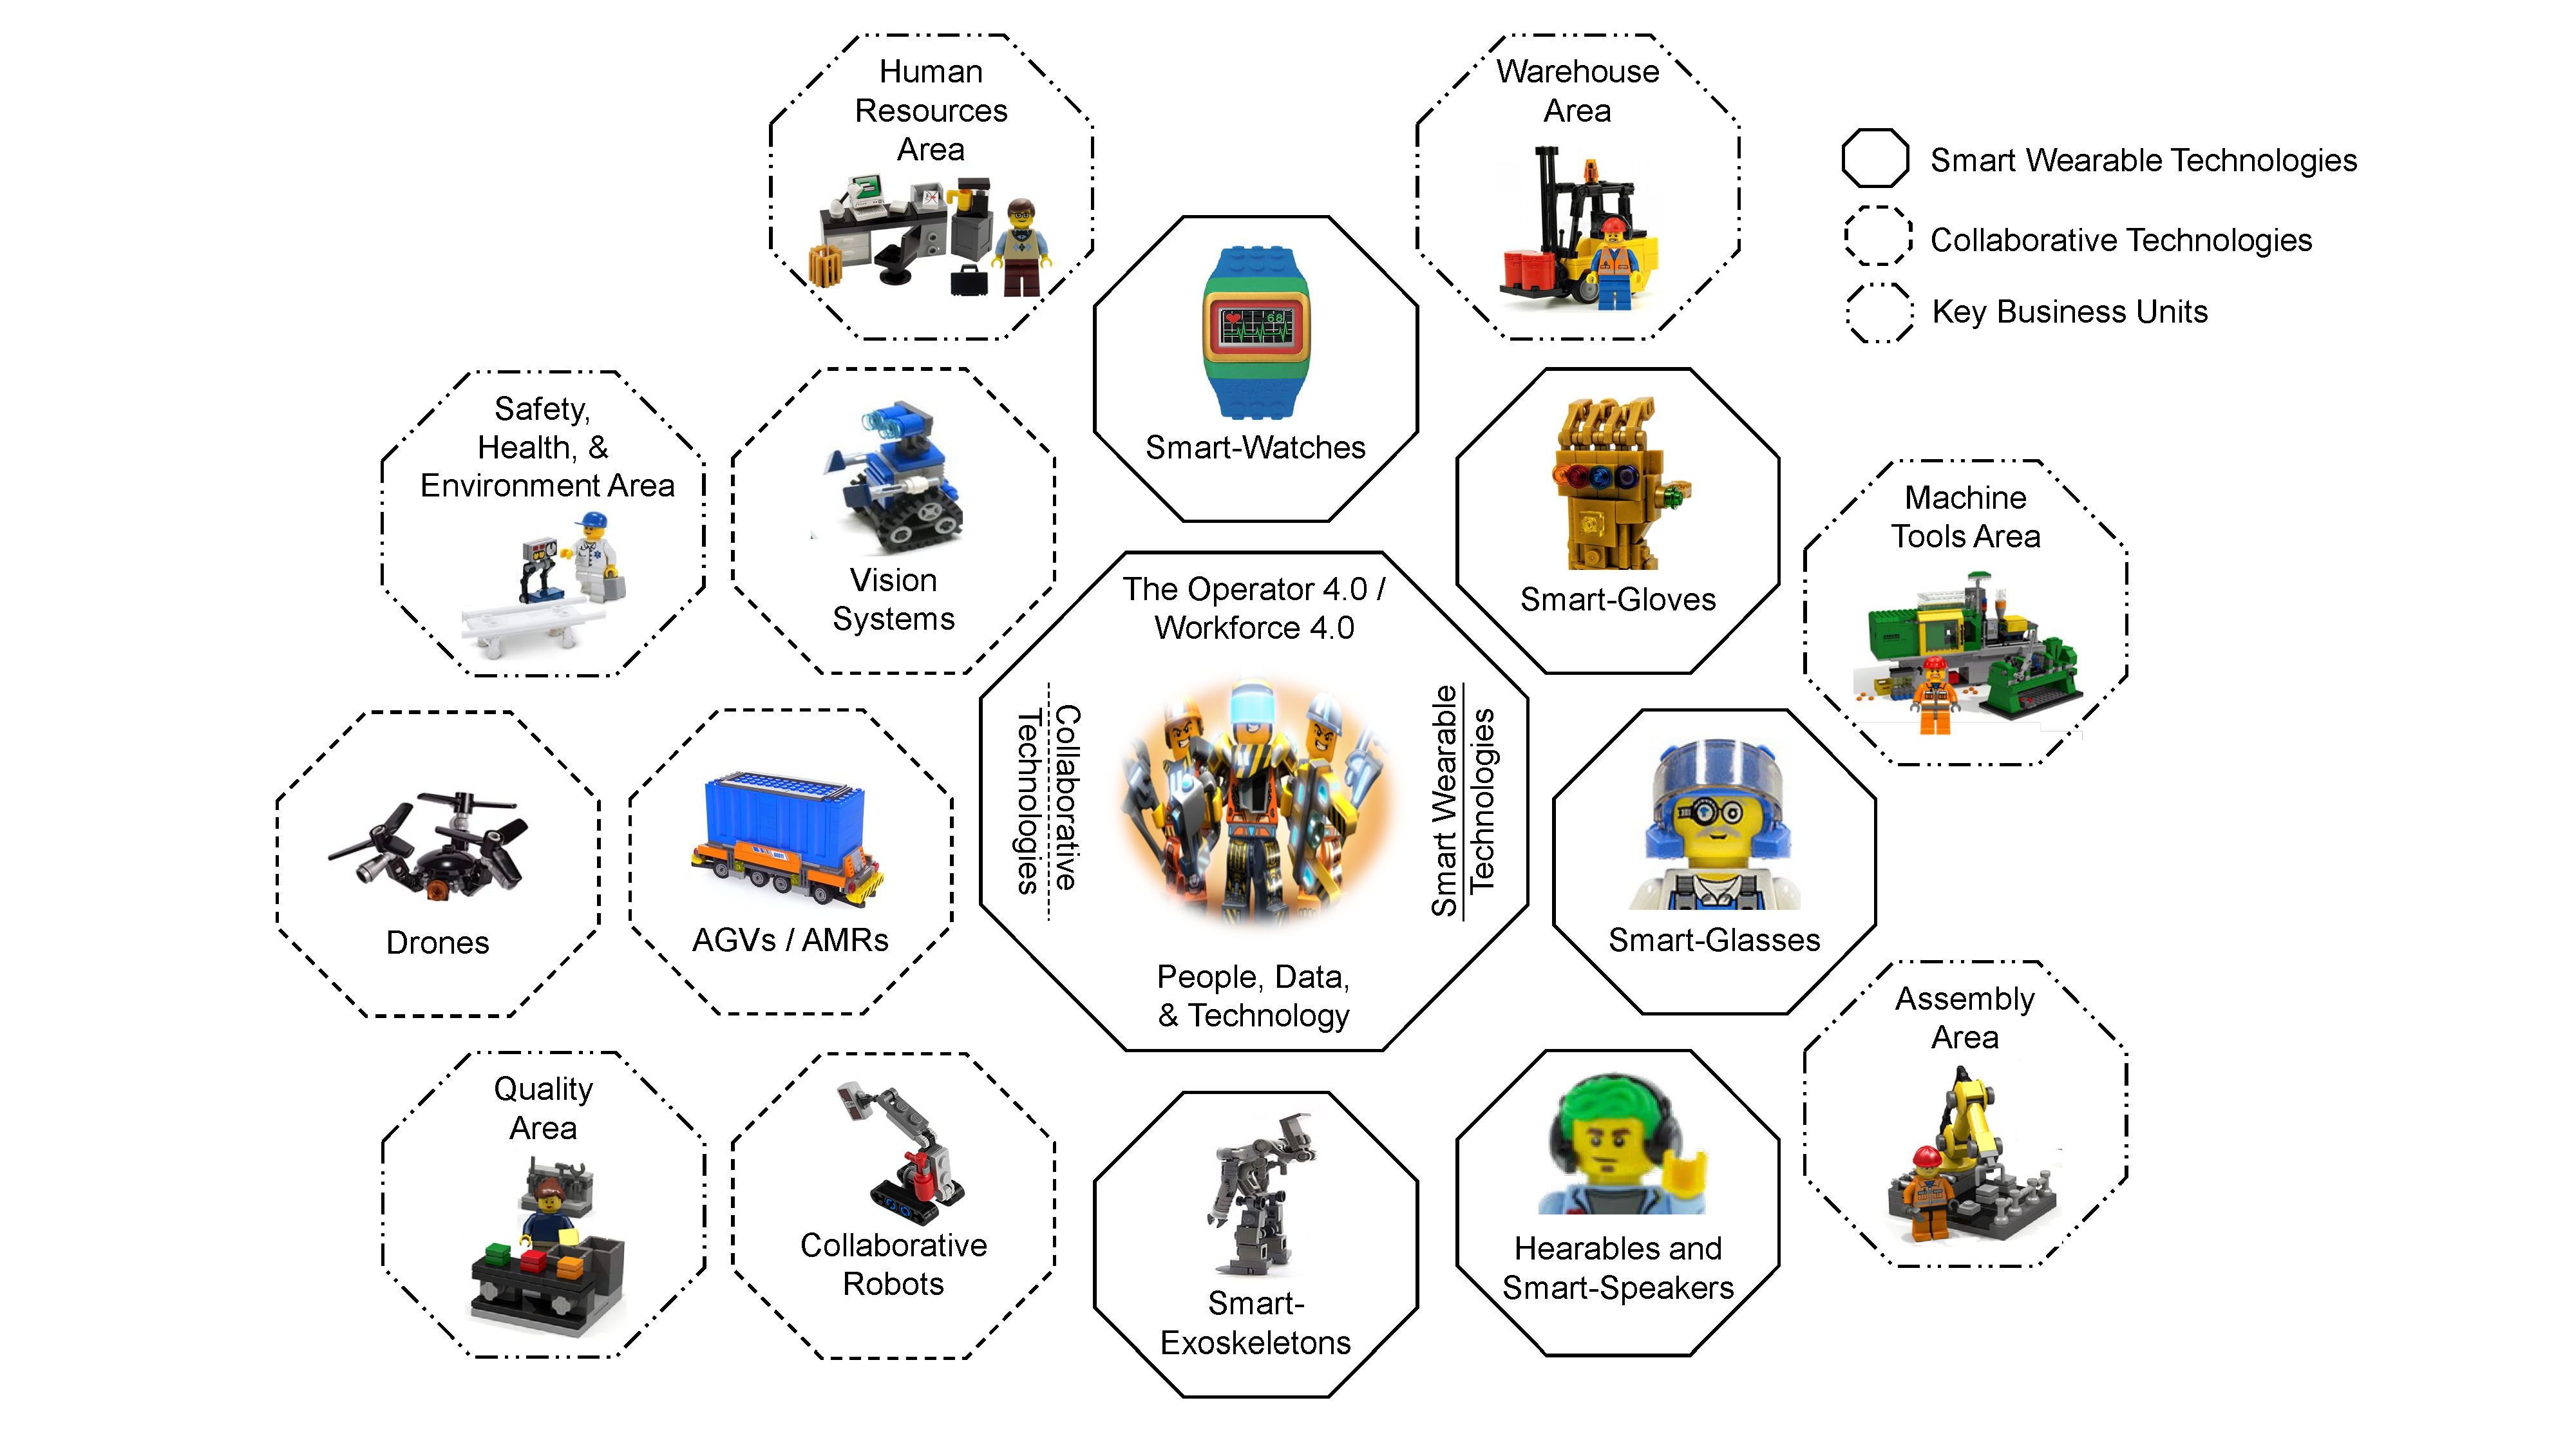 Human
Resources
Area
Warehouse
Area
Smart Wearable Technologies
Collaborative Technologies
Key Business Units
68
Smart-Watches
Safety,
Health, &
Environment Area
Vision
Systems
Smart-Gloves
Machine
Tools Area
The Operator 4.0 /
Workforce 4.0
Collaborative
Technologies
Smart Wearable
Technologies
People, Data,
& Technology
Drones
AGVs / AMRs
Smart-Glasses
Assembly
Area
Quality
Area
Collaborative
Robots
Smart-
Exoskeletons
Hearables and
Smart-Speakers